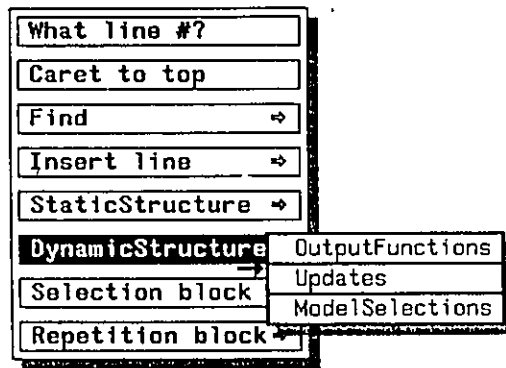 What line #?
Caret to top
Find ⇨
Insert line ⇨
StaticStructure ⇨
DynamicStructure
OutputFunctions
Updates
ModelSelections
Selection block
Repetition block